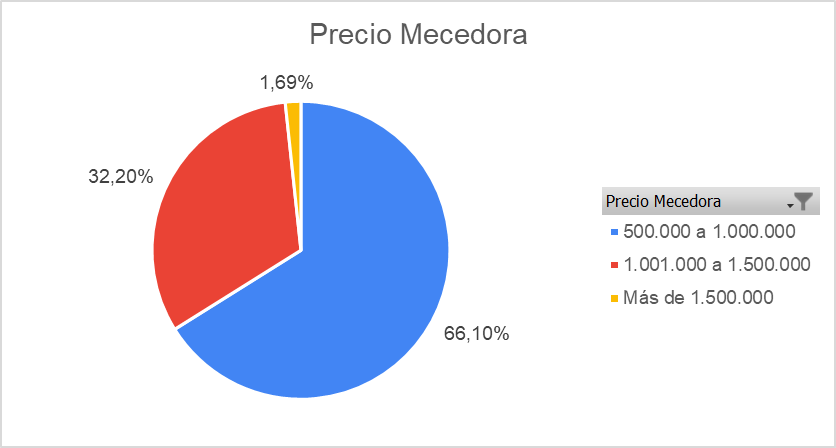 Precio Mecedora
1,69%
32,20%
66,10%
Precio Mecedora
500.000 a 1.000.000
1.001.000 a 1.500.000
Más de 1.500.000